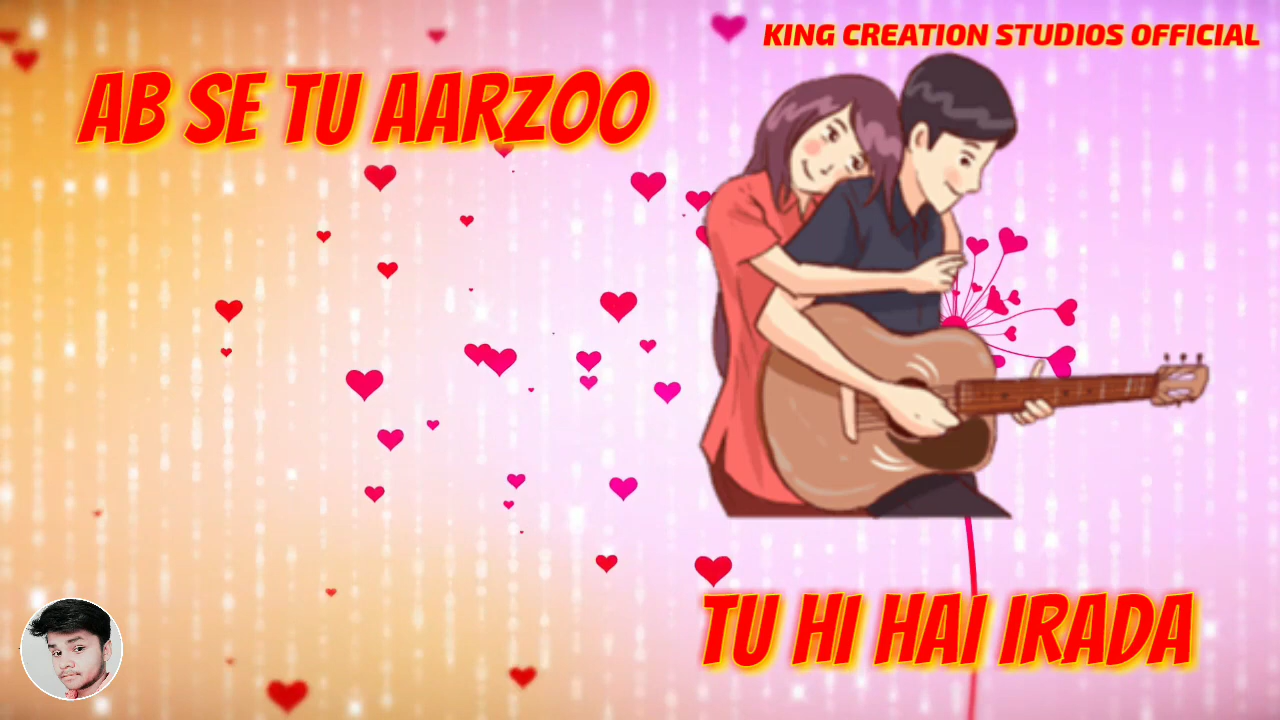 KING CREATION STUDIOS OFFICIAL
AB SE TU AARZOO
TU HI HAI IRADA